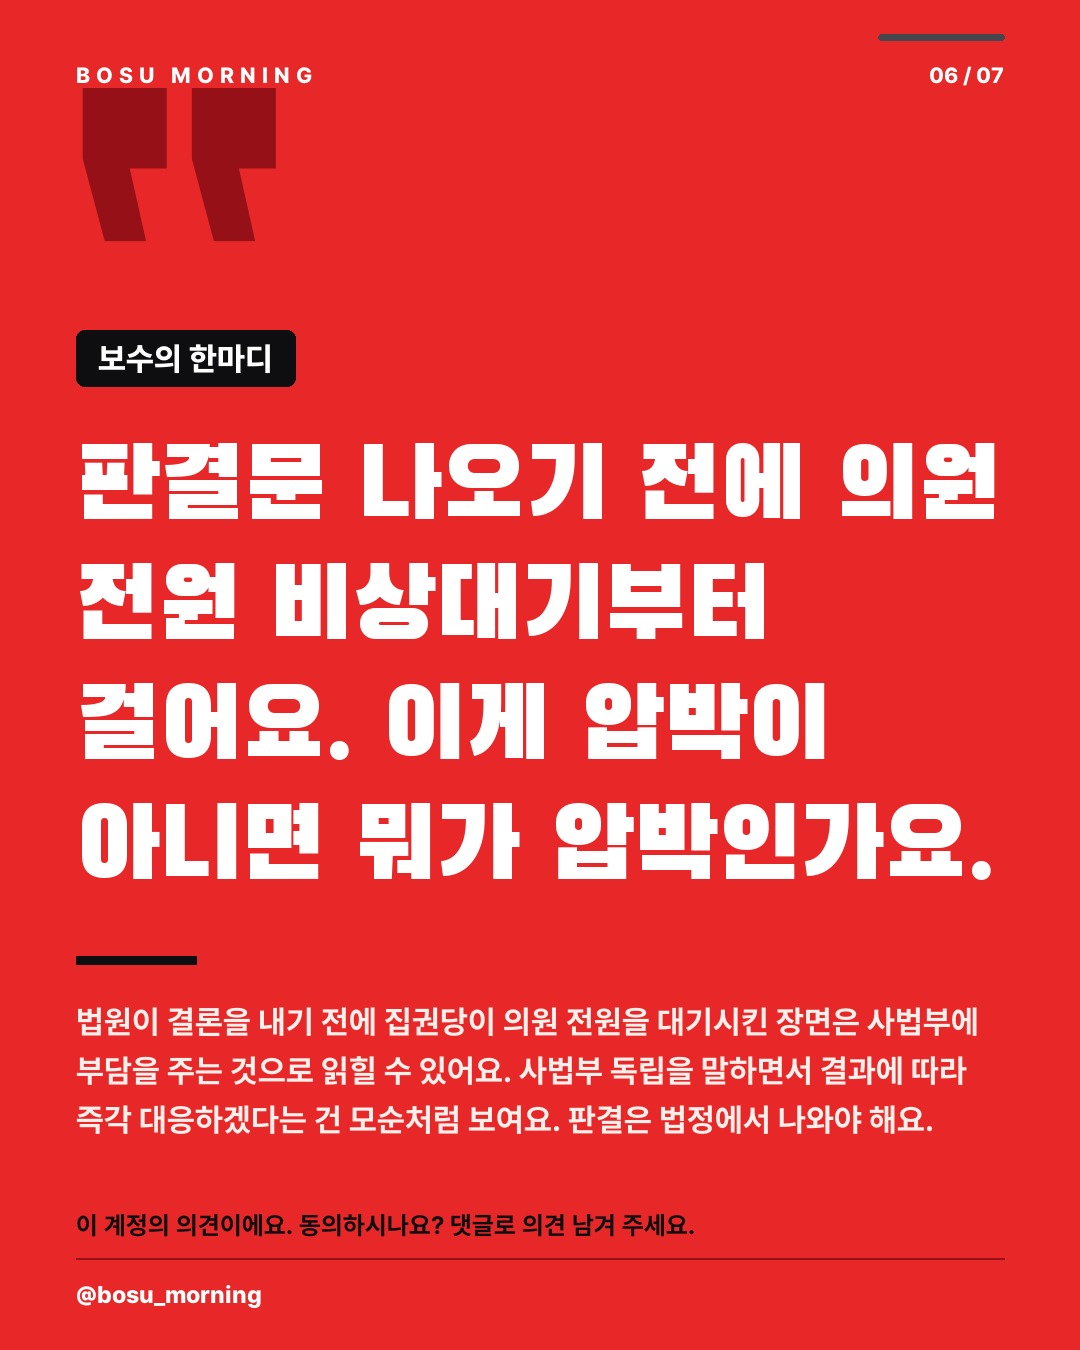 BOSU MORNING
06 / 07
보수의 한마디
판결문 나오기 전에 의원
전원 비상대기부터
걸어요. 이게 압박이
아니면 뭐가 압박인가요.
법원이 결론을 내기 전에 집권당이 의원 전원을 대기시킨 장면은 사법부에
부담을 주는 것으로 읽힐 수 있어요. 사법부 독립을 말하면서 결과에 따라
즉각 대응하겠다는 건 모순처럼 보여요. 판결은 법정에서 나와야 해요.
이 계정의 의견이에요. 동의하시나요? 댓글로 의견 남겨 주세요.
@bosu_morning